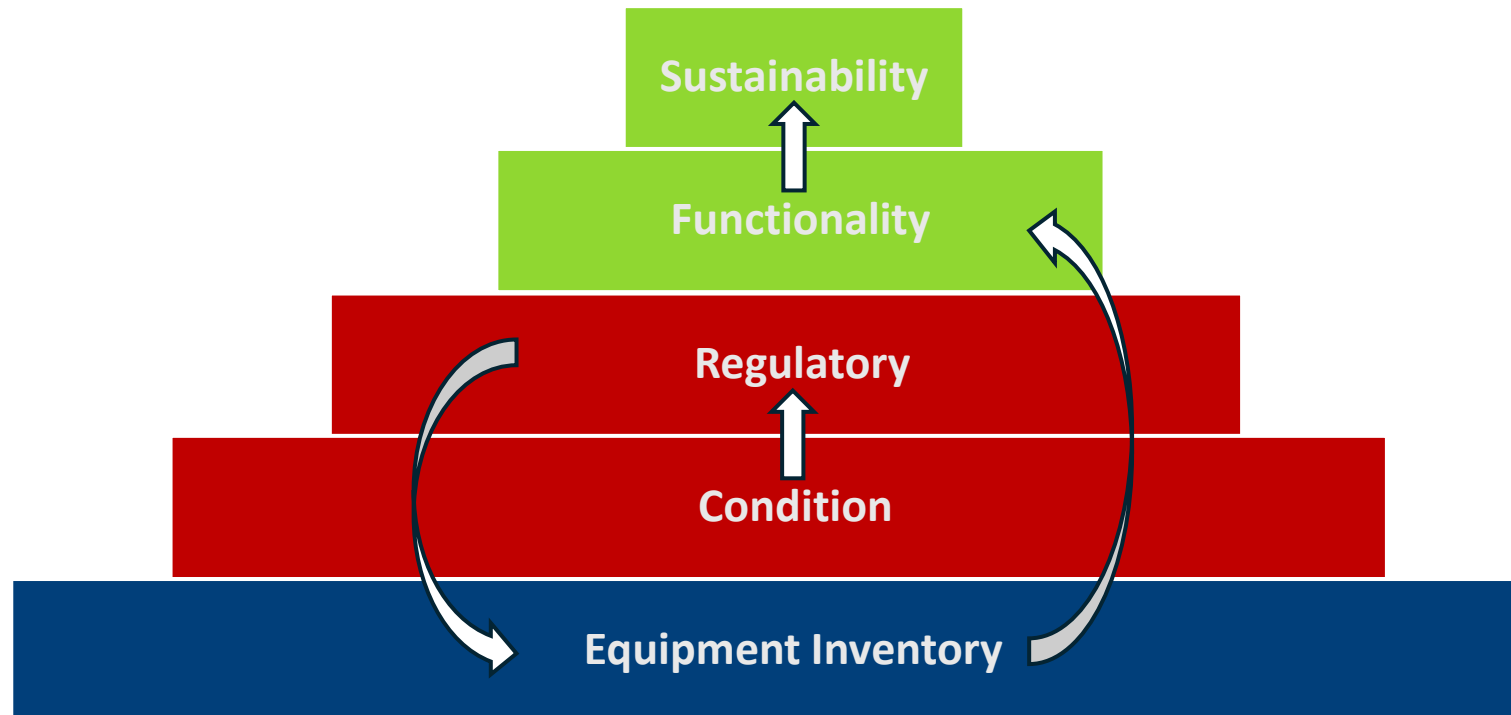 Sustainability
Functionality
Regulatory
Condition
Equipment Inventory